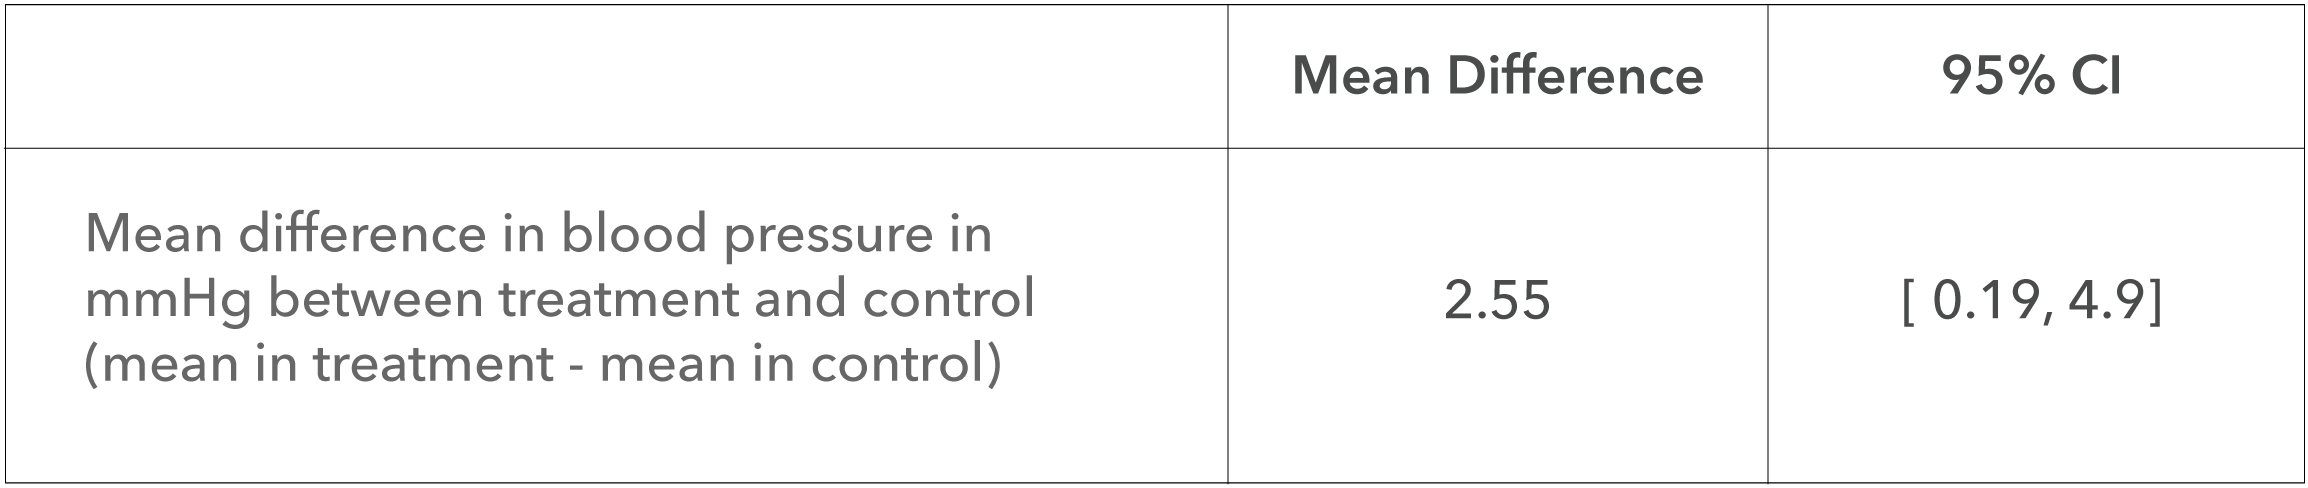 Mean Difference
95% CI
Mean difference in blood pressure in
mmHg between treatment and control
(mean in treatment - mean in control)
2.55
[ 0.19, 4.9]